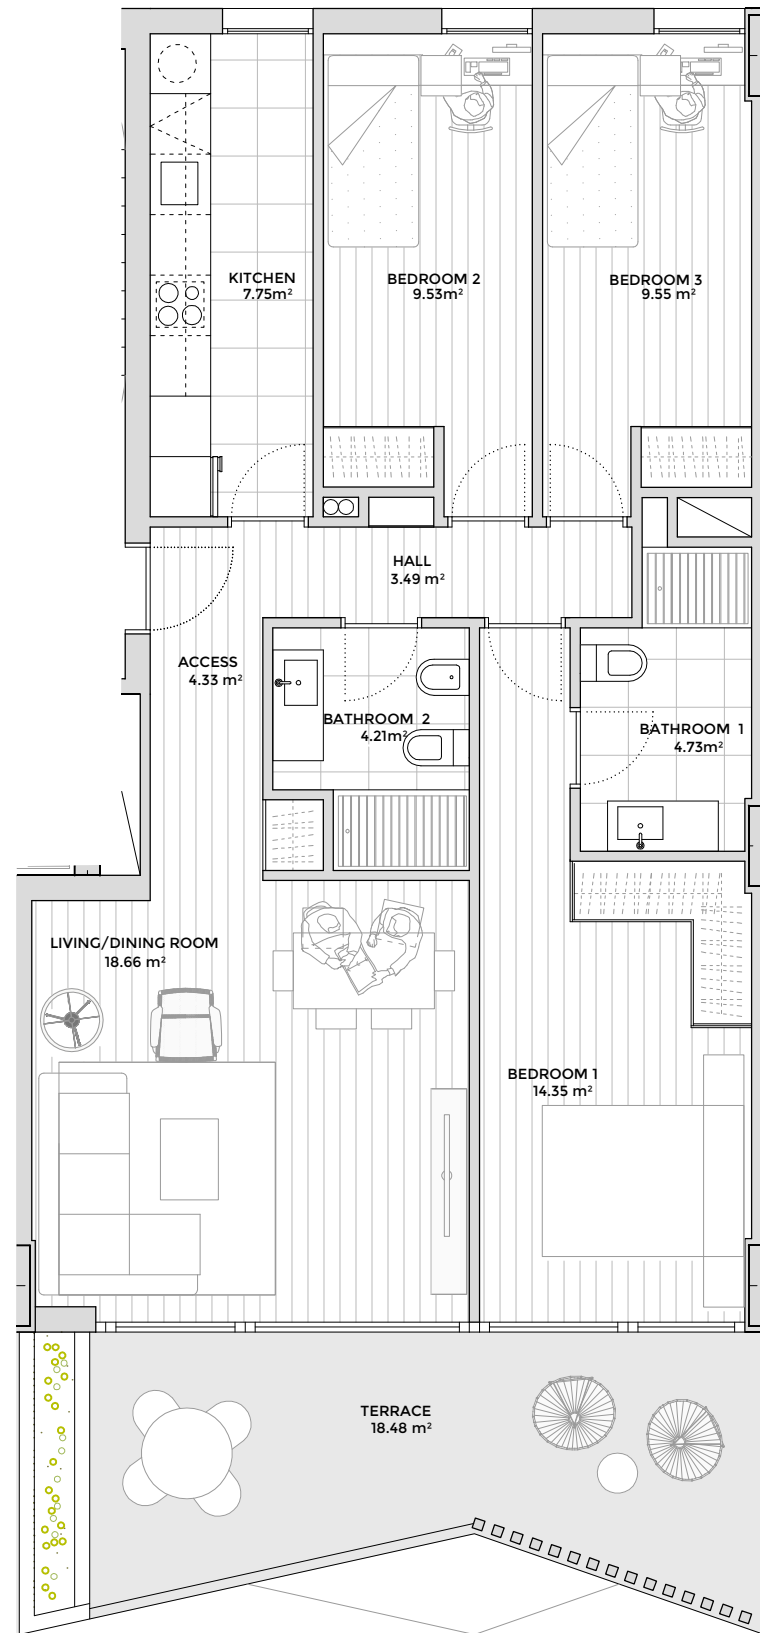 KITCHEN
7.75m²
BEDROOM 2
9.53m²
BEDROOM 3
9.55 m²
HALL
3.49 m²
ACCESS
4.33 m²
BATHROOM 2
4.21m²
BATHROOM 1
4.73m²
LIVING/DINING ROOM
18.66 m²
BEDROOM 1
14.35 m²
TERRACE
18.48 m²